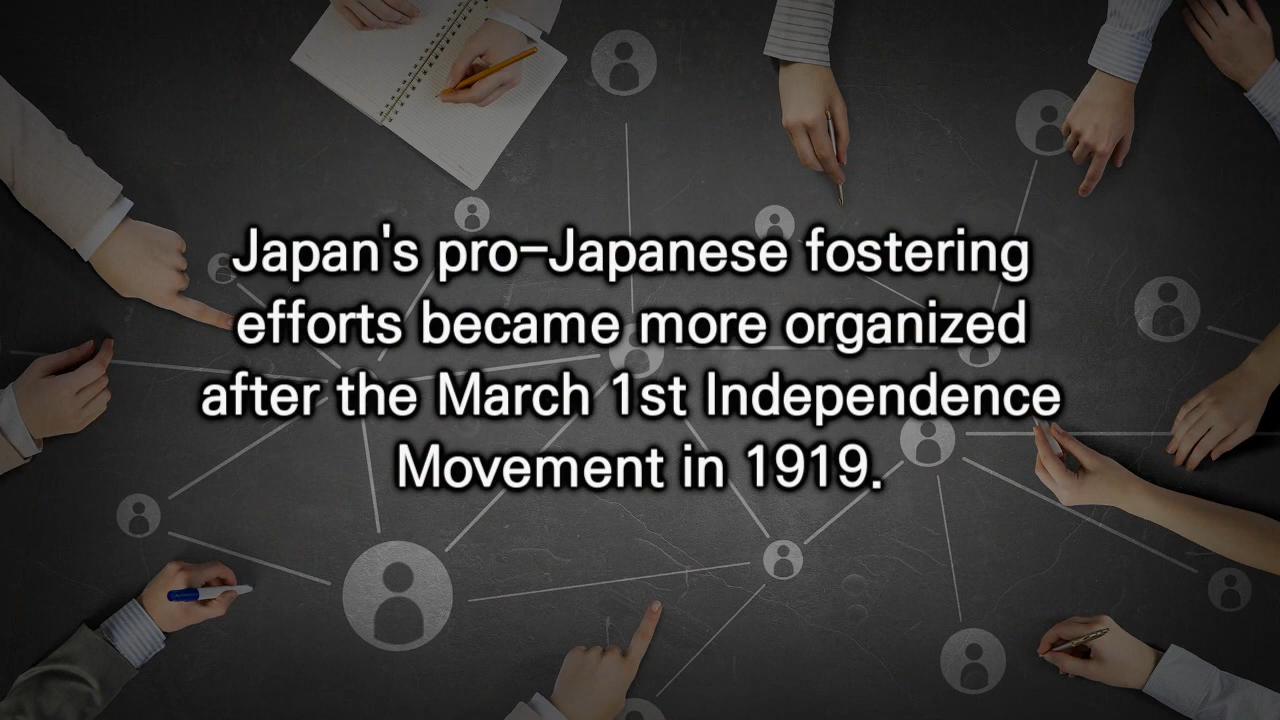 Japan's pro-Japanese fostering
efforts became more organized
after the March 1st Independence
Movement in 1919.